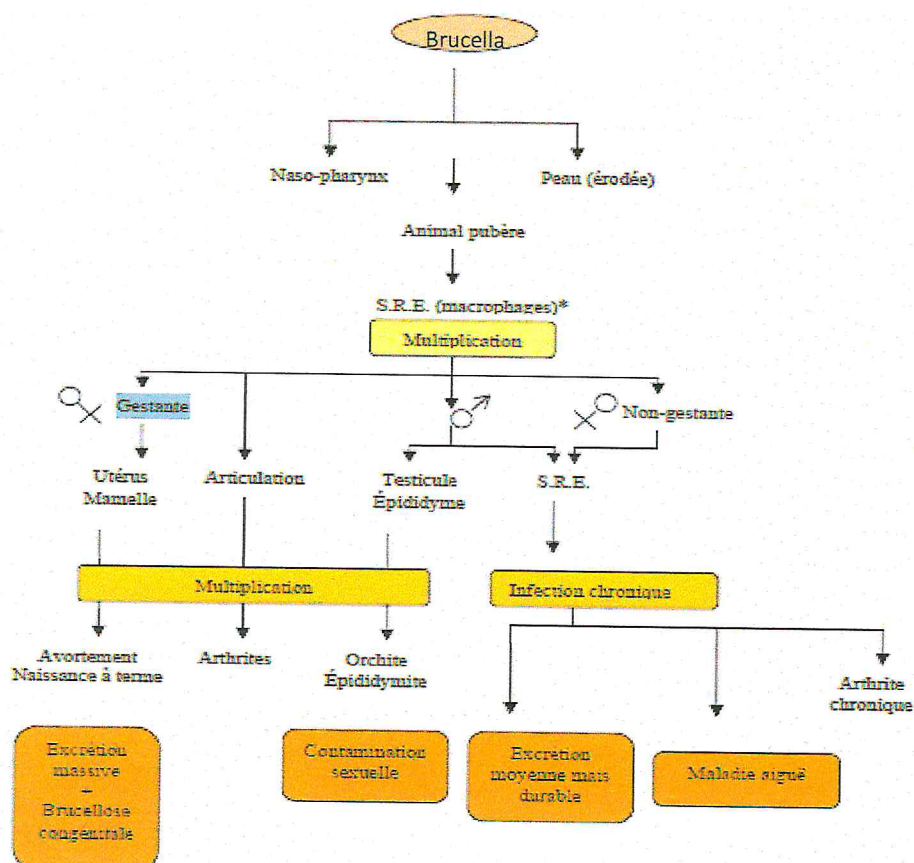 Brucella
Naso-pharynx
Peau (érodée)
Animal pubère
S.R.E. (macrophages)*
Multiplication
Gestante
Non-gestante
Utérus
Mamelle
Articulation
Testicule
Épididyme
S.R.E.
Multiplication
Infection chronique
Avortement
Naissance à terme
Arthrites
Orchite
Épididymite
Arthrite
chronique
Excrétion
massive
+
Brucellose
congénitale
Contamination
sexuelle
Excrétion
moyenne mais
durable
Maladie aiguë